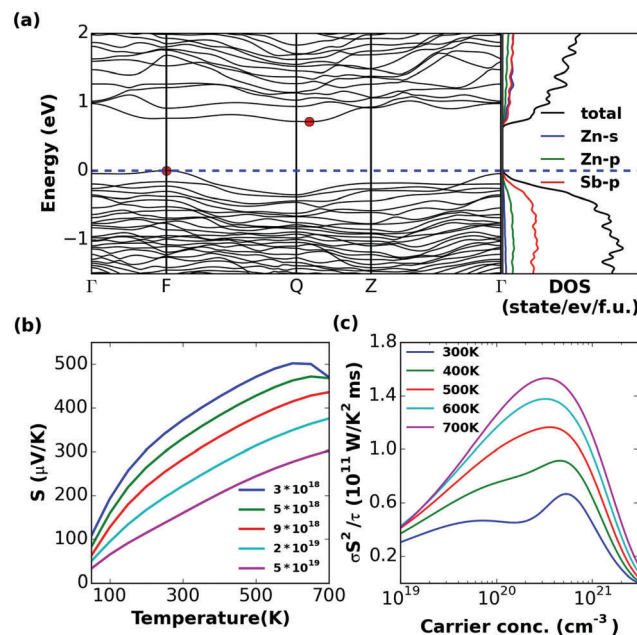 (a)
Energy (eV)
2
1
0
−1
Γ
F
Q
Z
Γ
total
Zn-s
Zn-p
Sb-p
DOS
(state/ev/f.u.)
(b)
S (μV/K)
500
400
300
200
100
0
100
300
500
700
Temperature(K)
3*10^18
5*10^18
9*10^18
2*10^19
5*10^19
(c)
σS²/τ (10^11 W/K² ms)
1.8
1.4
1.0
0.6
0.2
300K
400K
500K
600K
700K
10^19
10^20
10^21
Carrier conc. (cm^-3)